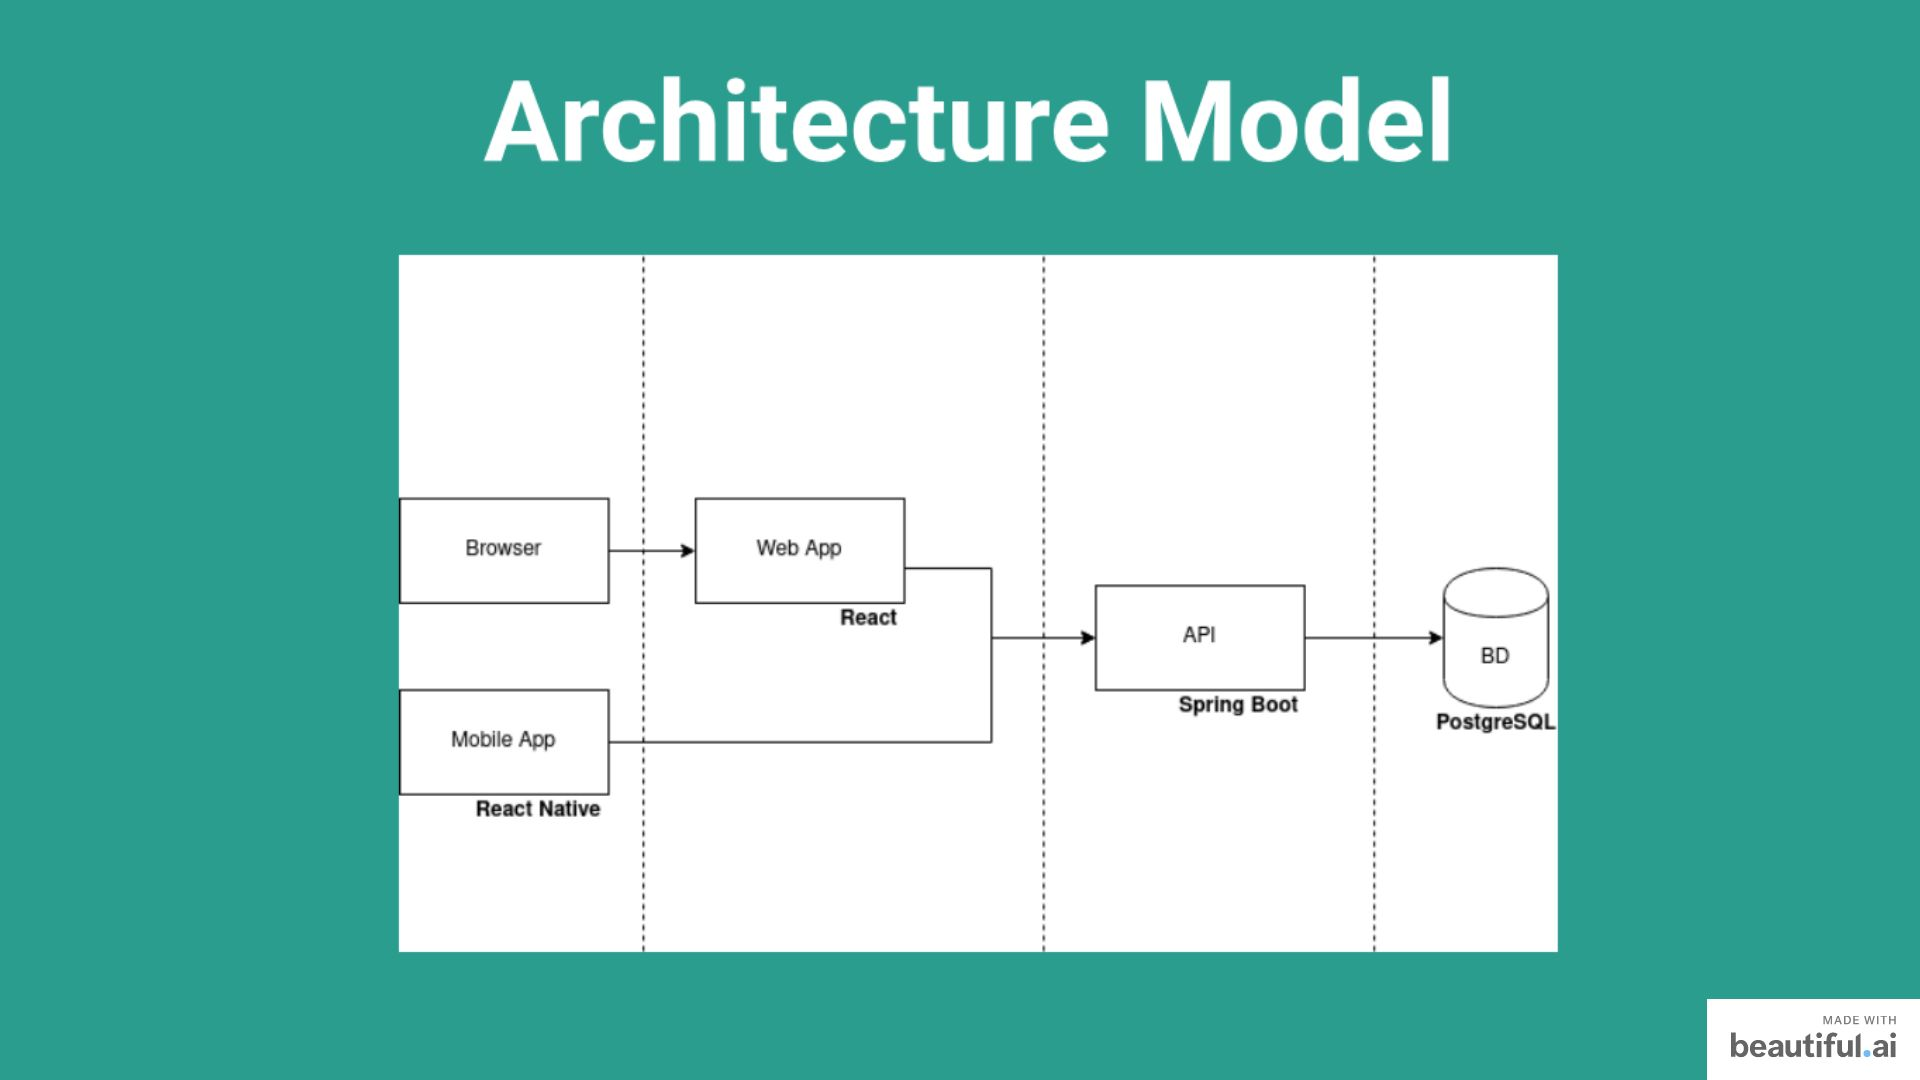 Architecture Model
Browser
Web App
React
API
Spring Boot
BD
PostgreSQL
Mobile App
React Native
MADE WITH
beautiful.ai